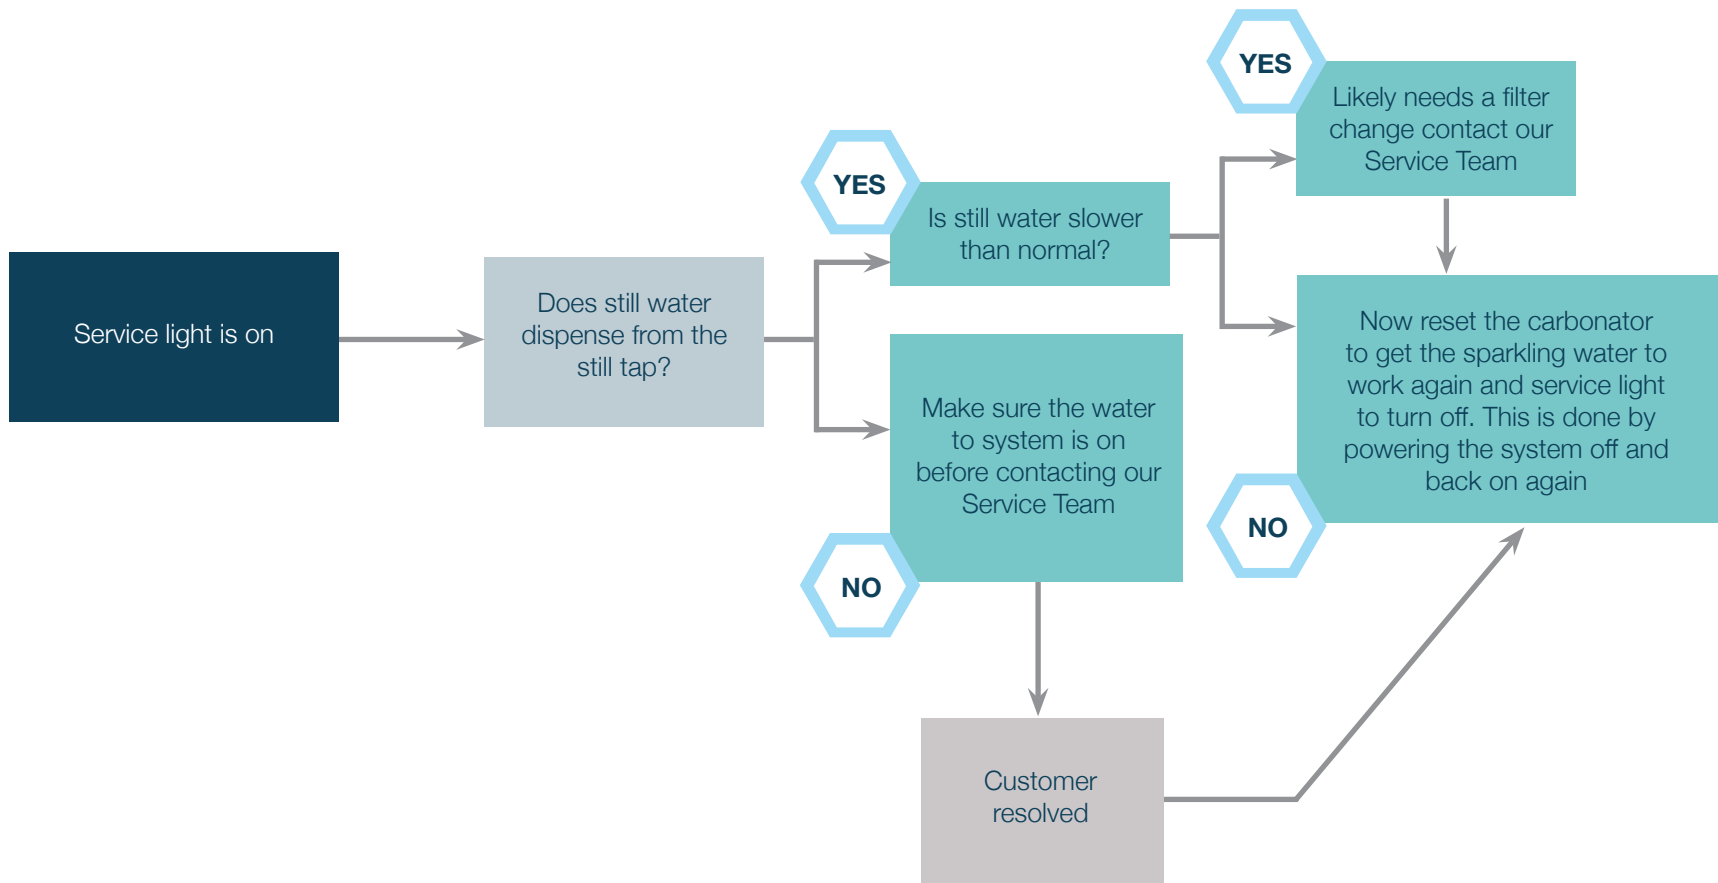 Service light is on
Does still water
dispense from the
still tap?
YES
Is still water slower
than normal?
NO
Make sure the water
to system is on
before contacting our
Service Team
Customer
resolved
YES
Likely needs a filter
change contact our
Service Team
NO
Now reset the carbonator
to get the sparkling water to
work again and service light
to turn off. This is done by
powering the system off and
back on again